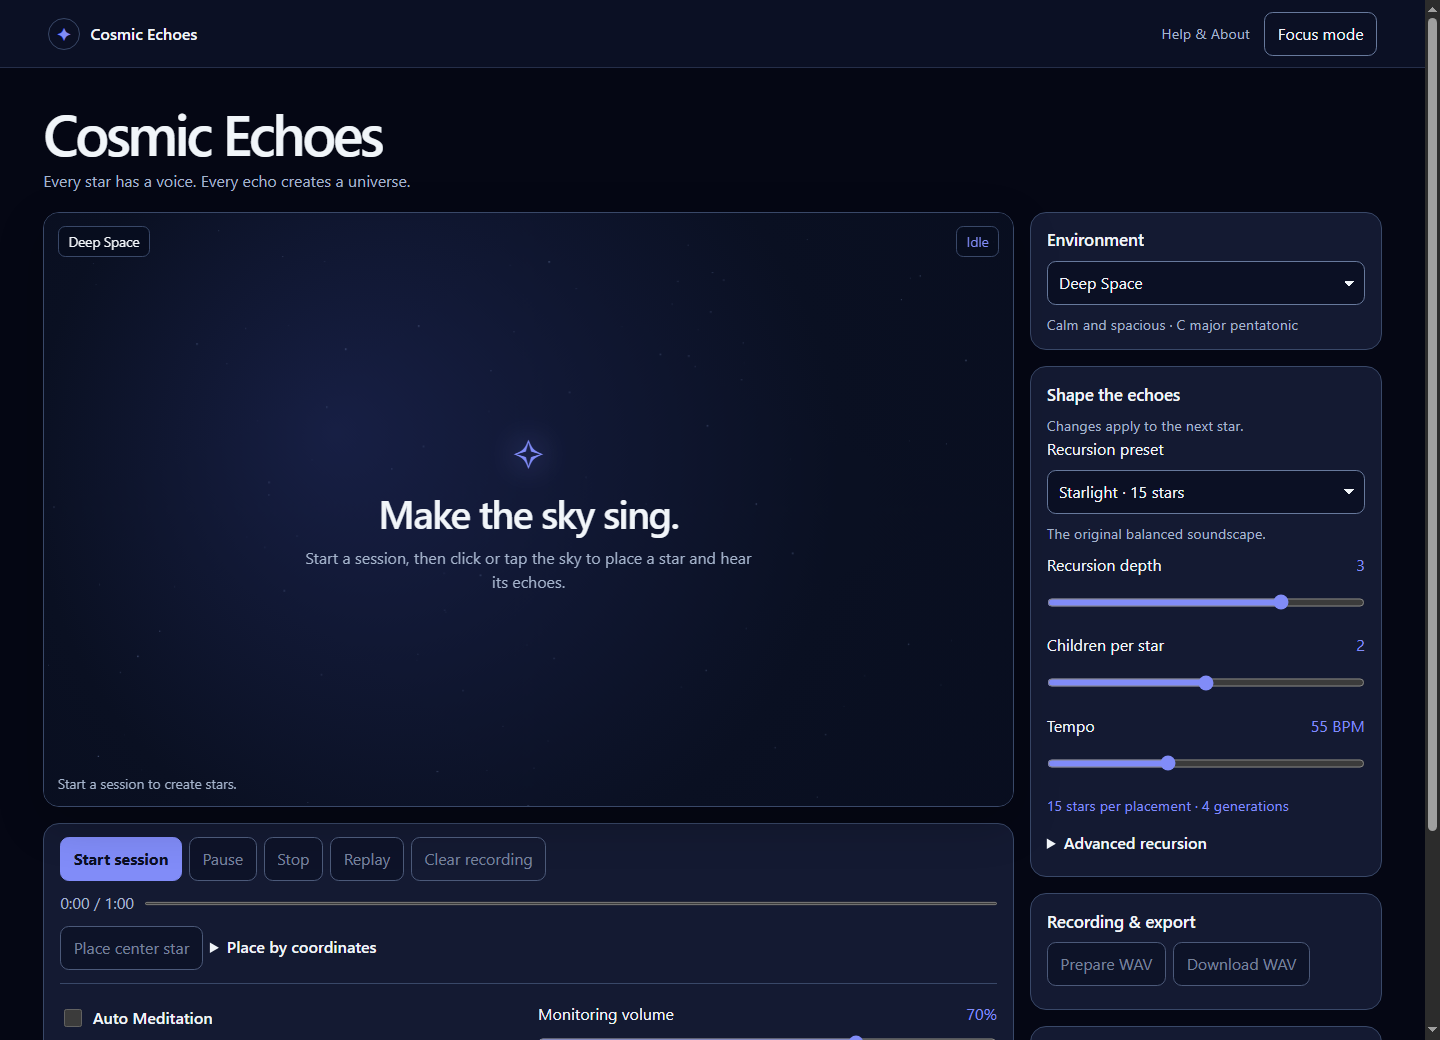 Cosmic Echoes
Help & About
Focus mode
Cosmic Echoes
Every star has a voice. Every echo creates a universe.
Deep Space
Idle
Make the sky sing.
Start a session, then click or tap the sky to place a star and hear
its echoes.
Start a session to create stars.
Start session
Pause
Stop
Replay
Clear recording
0:00 / 1:00
Place center star
Place by coordinates
Auto Meditation
Monitoring volume
70%
Environment
Deep Space
Calm and spacious · C major pentatonic
Shape the echoes
Changes apply to the next star.
Recursion preset
Starlight · 15 stars
The original balanced soundscape.
Recursion depth
3
Children per star
2
Tempo
55 BPM
15 stars per placement · 4 generations
Advanced recursion
Recording & export
Prepare WAV
Download WAV